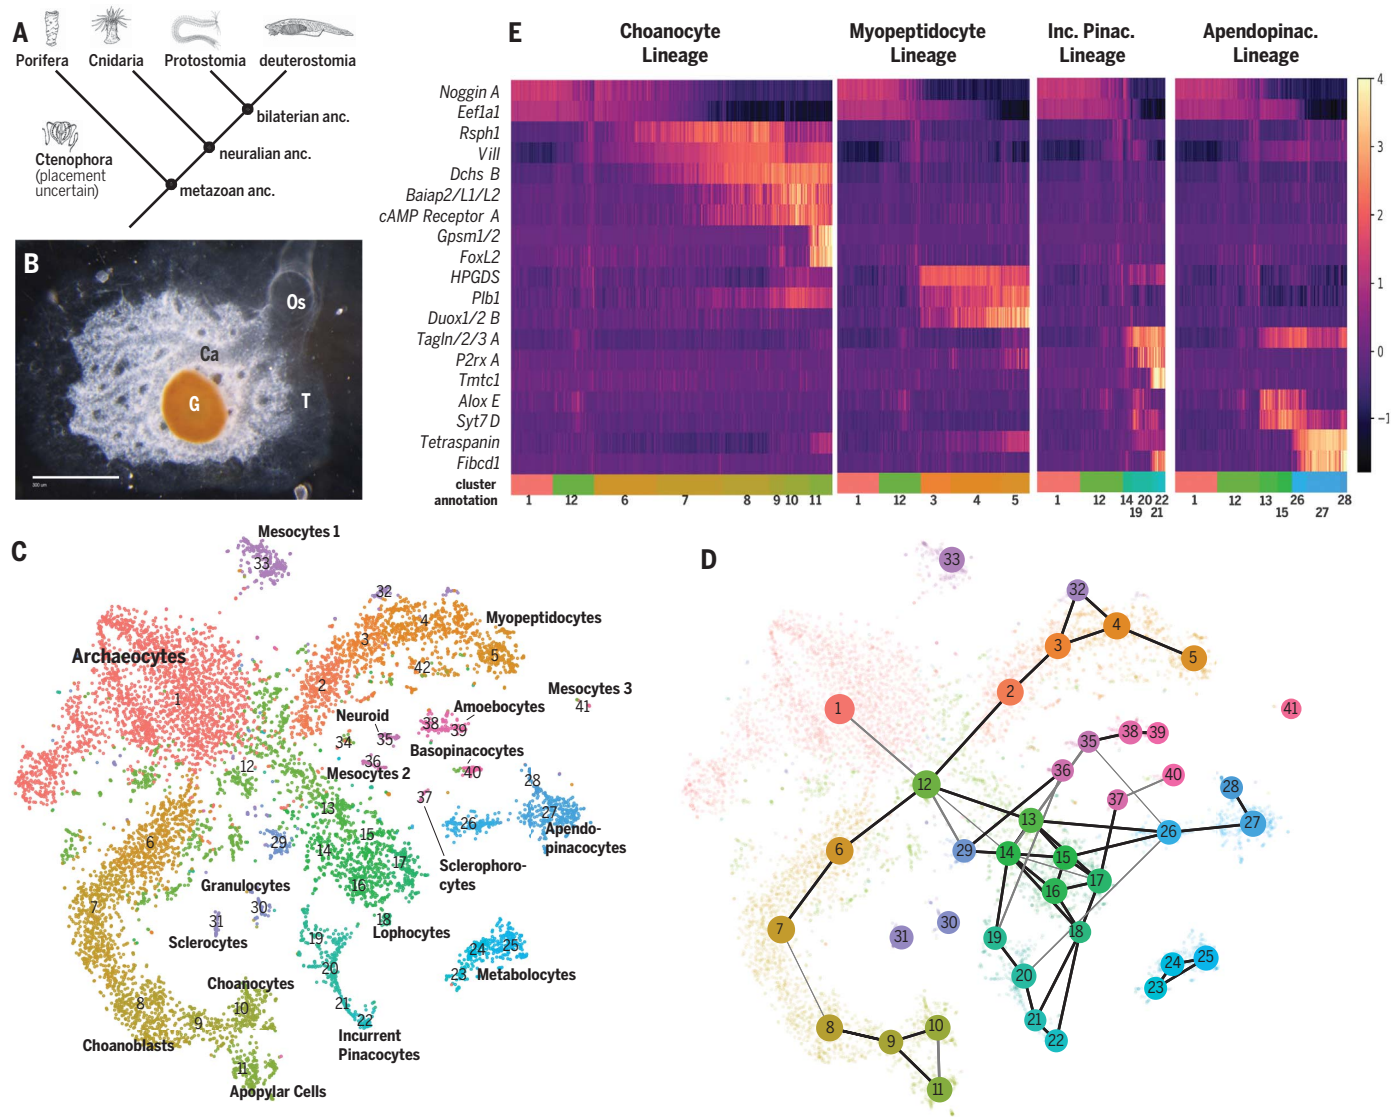 A
Porifera Cnidaria Protostomia deuterostomia
bilaterian anc.
neuralian anc.
Ctenophora
(placement
uncertain)
metazoan anc.
B
Os
Ca
G
T
E
Choanocyte
Lineage
Myopeptidocyte
Lineage
Inc. Pinac.
Lineage
Apendopinac.
Lineage
Noggin A
Eef1a1
Rsph1
Vill
Dchs B
Baiap2/L1/L2
cAMP Receptor A
Gpsm1/2
FoxL2
HPGDS
Plb1
Duox1/2 B
Tagln/2/3 A
P2rx A
Tmtc1
Alox E
Syt7 D
Tetraspanin
Fibcd1
cluster
annotation
1 12 6 7 8 9 10 11
1 12 3 4 5
1 12 14 20 22
19 21
1 12 13 26 28
15 27
4
3
2
1
0
−1
C
Mesocytes 1
33
32
4
Myopeptidocytes
3
5
42
Archaeocytes
1
2
Mesocytes 3
41
Neuroid
Amoebocytes
38
39
34
35
Basopinacocytes
36
40
Mesocytes 2
12
28
37
13
27
26
Apendo-
pinacocytes
15
6
29
14
17
Sclerophoro-
cytes
16
Granulocytes
7
30
31
18
Lophocytes
Sclerocytes
19
24
25
20
23
Metabolocytes
Choanocytes
8
10
21
9
22
Choanoblasts
Incurrent
Pinacocytes
11
Apopylar Cells
D
33
32
4
3
5
2
1
41
35
38
39
36
40
12
37
28
13
27
26
6
29
14
15
17
16
7
30
31
18
19
24
25
20
23
21
8
10
9
22
11